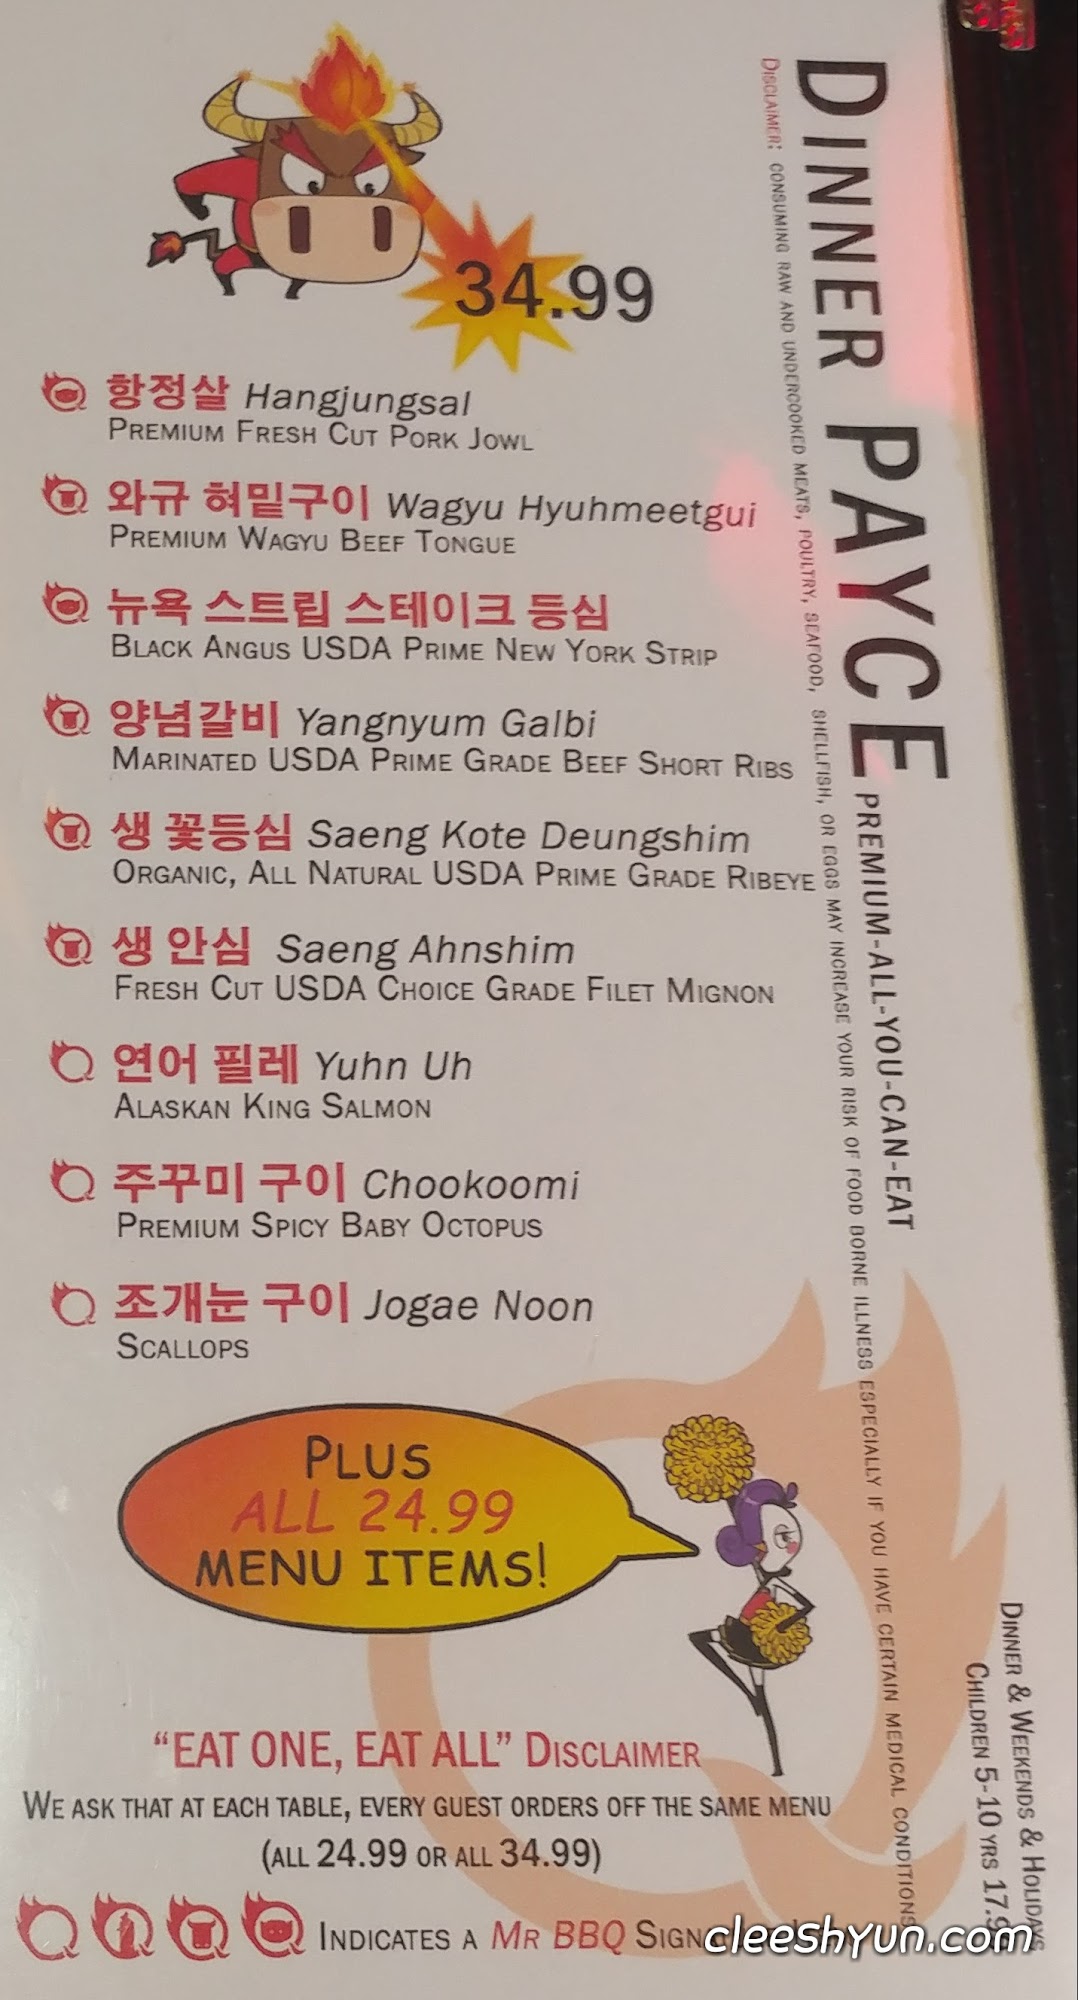 34.99
항정살 Hangjungsal
PREMIUM FRESH CUT PORK JOWL
와규 혀밑구이 Wagyu Hyuhmeetgui
PREMIUM WAGYU BEEF TONGUE
뉴욕 스트립 스테이크 등심
BLACK ANGUS USDA PRIME NEW YORK STRIP
양념갈비 Yangnyum Galbi
MARINATED USDA PRIME GRADE BEEF SHORT RIBS
생 꽃등심 Saeng Kote Deungshim
ORGANIC, ALL NATURAL USDA PRIME GRADE RIBEYE
생 안심 Saeng Ahnshim
FRESH CUT USDA CHOICE GRADE FILET MIGNON
연어 필레 Yuhn Uh
ALASKAN KING SALMON
주꾸미 구이 Chookoomi
PREMIUM SPICY BABY OCTOPUS
조개눈 구이 Jogae Noon
SCALLOPS
PLUS
ALL 24.99
MENU ITEMS!
"EAT ONE, EAT ALL" DISCLAIMER
WE ASK THAT AT EACH TABLE, EVERY GUEST ORDERS OFF THE SAME MENU
(ALL 24.99 OR ALL 34.99)
INDICATES A MR BBQ
DINNER PAYCE PREMIUM-ALL-YOU-CAN-EAT
DISCLAIMER: CONSUMING RAW AND UNDERCOOKED MEATS, POULTRY, SEAFOOD, SHELLFISH, OR EGGS MAY INCREASE YOUR RISK OF FOOD BORNE ILLNESS ESPECIALLY IF YOU HAVE CERTAIN MEDICAL CONDITIONS
DINNER & WEEKENDS & HOLIDAYS
CHILDREN 5-10 YRS
cleeshyun.com